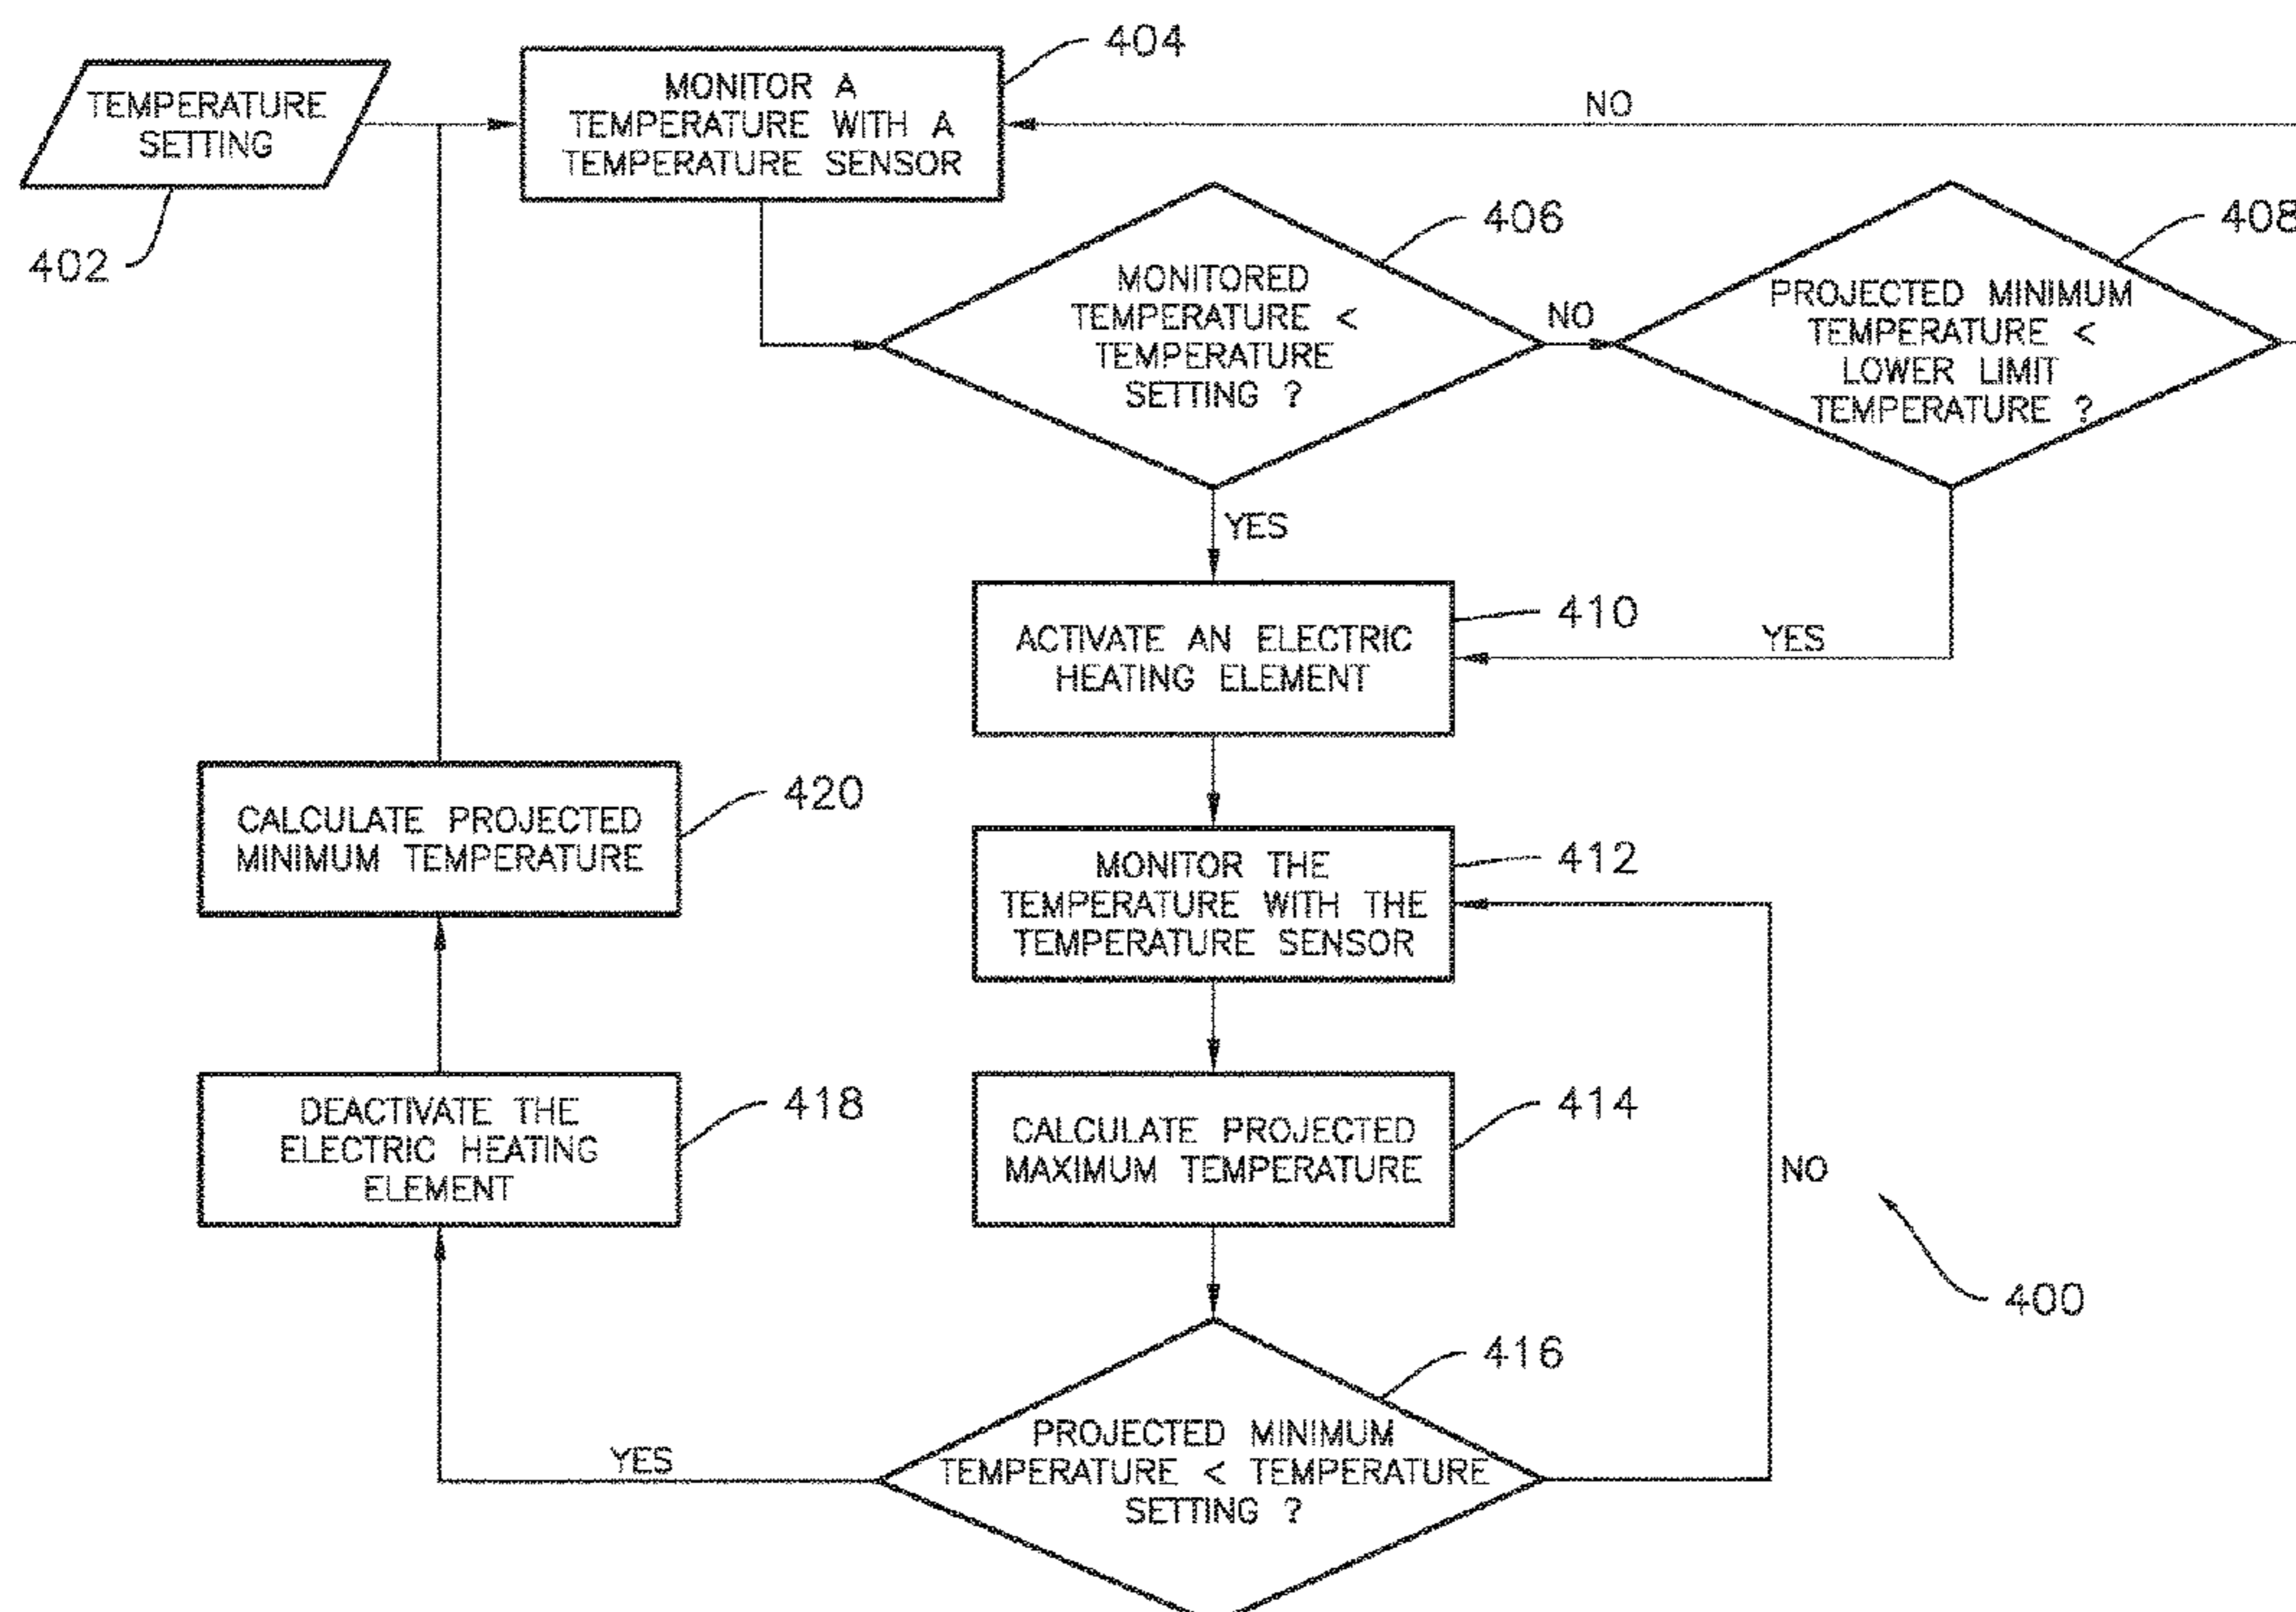 TEMPERATURE
SETTING
402
MONITOR A
TEMPERATURE WITH A
TEMPERATURE SENSOR
404
NO
MONITORED
TEMPERATURE <
TEMPERATURE
SETTING ?
406
NO
PROJECTED MINIMUM
TEMPERATURE <
LOWER LIMIT
TEMPERATURE ?
408
YES
ACTIVATE AN ELECTRIC
HEATING ELEMENT
410
YES
MONITOR THE
TEMPERATURE WITH THE
TEMPERATURE SENSOR
412
CALCULATE PROJECTED
MAXIMUM TEMPERATURE
414
PROJECTED MINIMUM
TEMPERATURE < TEMPERATURE
SETTING ?
416
NO
400
YES
DEACTIVATE THE
ELECTRIC HEATING
ELEMENT
418
CALCULATE PROJECTED
MINIMUM TEMPERATURE
420